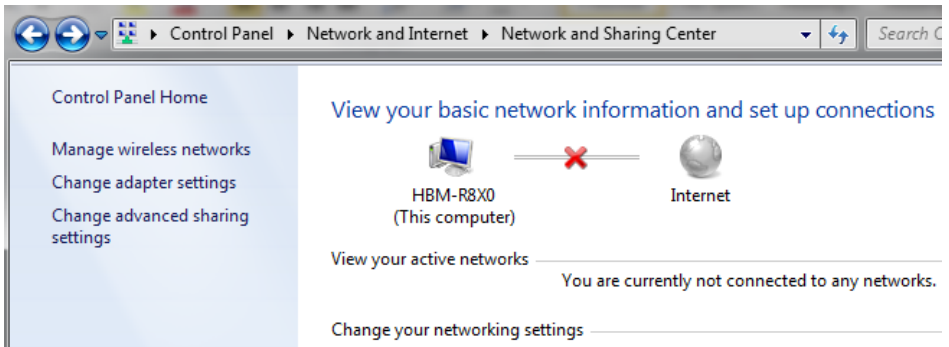 Control Panel ▸ Network and Internet ▸ Network and Sharing Center
Search
Control Panel Home
Manage wireless networks
Change adapter settings
Change advanced sharing
settings
View your basic network information and set up connections
HBM-R8X0
(This computer)
Internet
View your active networks
You are currently not connected to any networks.
Change your networking settings